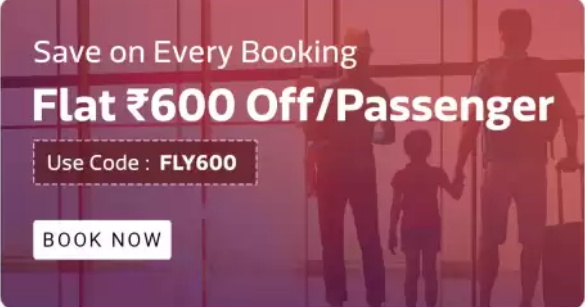 Save on Every Booking
Flat ₹600 Off/Passenger
Use Code : FLY600
BOOK NOW